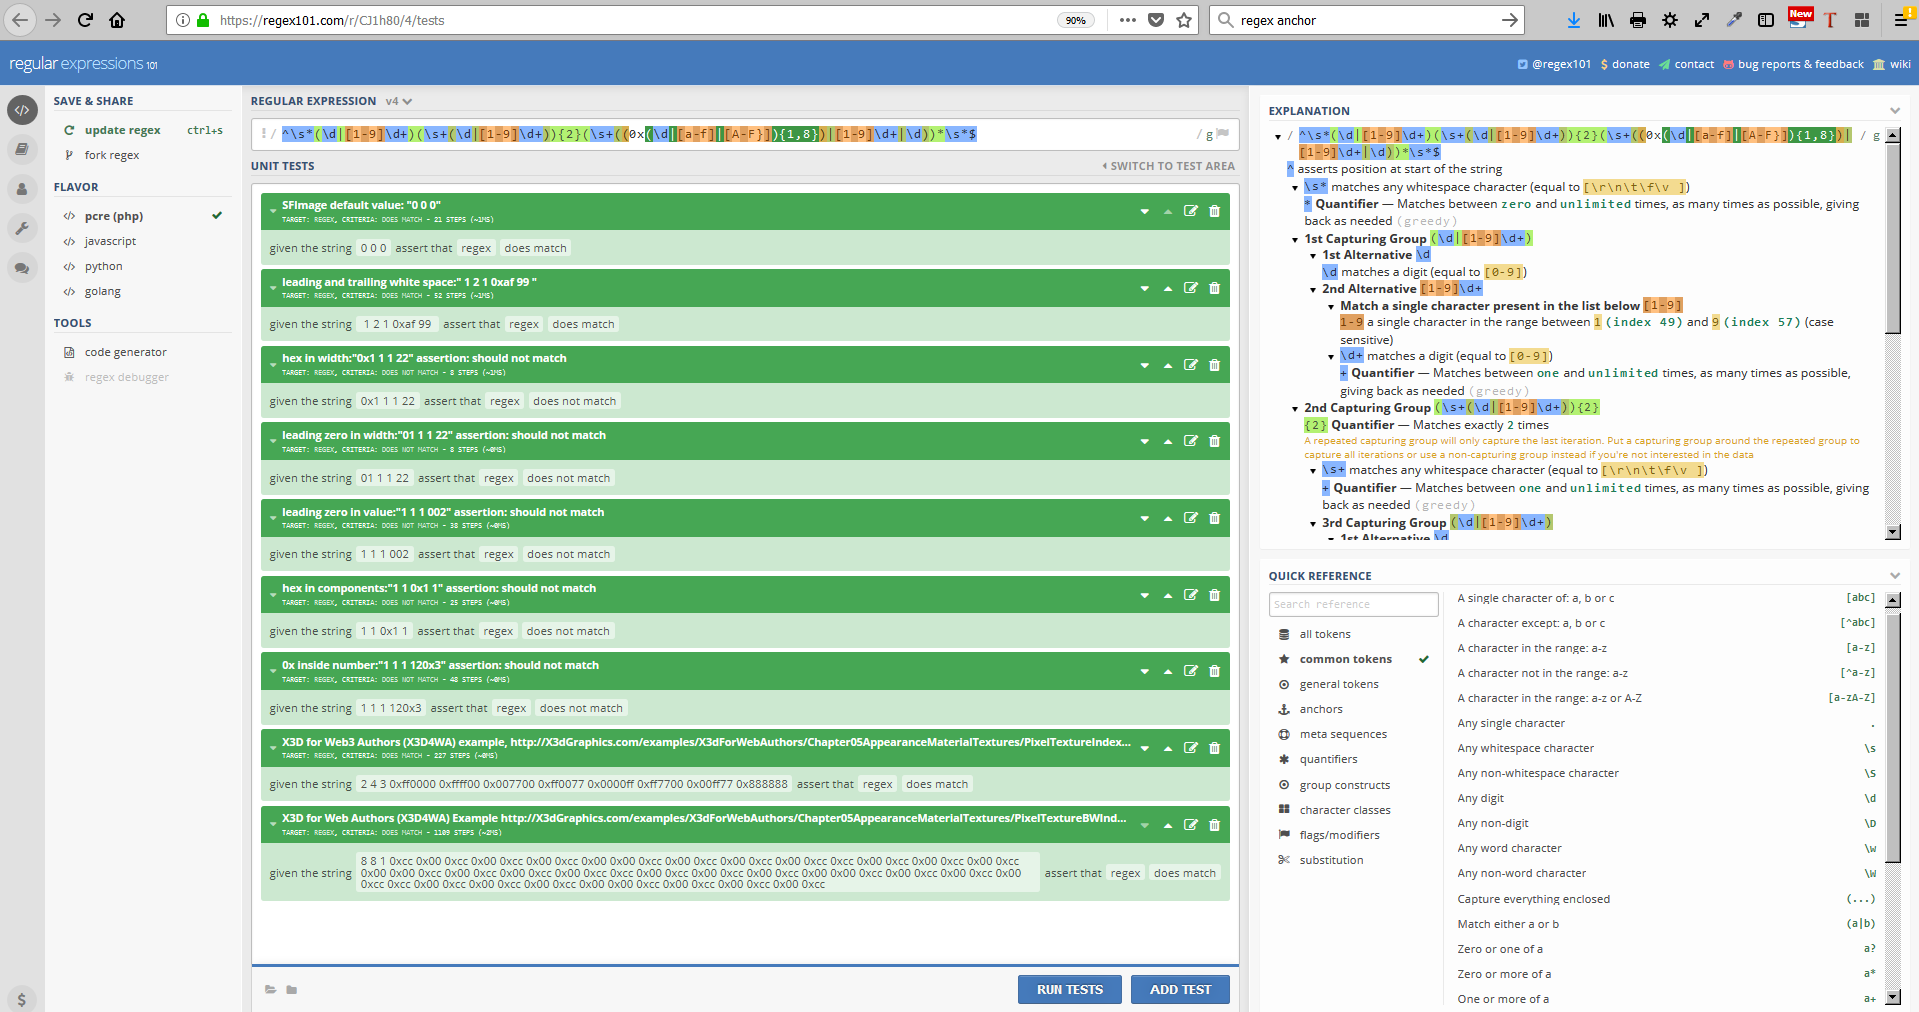 https://regex101.com/r/CJ1h80/4/tests
90%
regex anchor
New
regular expressions 101
@regex101
donate
contact
bug reports & feedback
wiki
SAVE & SHARE
update regex ctrl+s
fork regex
FLAVOR
pcre (php)
javascript
python
golang
TOOLS
code generator
regex debugger
REGULAR EXPRESSION v4
/ ^\s*(\d|[1-9]\d+)(\s+(\d|[1-9]\d+)){2}(\s+((0x(\d|[a-f]|[A-F}]){1,8})|[1-9]\d+|\d))*\s*$ / g
UNIT TESTS
SWITCH TO TEST AREA
SFImage default value: "0 0 0"
TARGET: REGEX, CRITERIA: DOES MATCH - 21 STEPS (~1MS)
given the string 0 0 0 assert that regex does match
leading and trailing white space:" 1 2 1 0xaf 99 "
TARGET: REGEX, CRITERIA: DOES MATCH - 52 STEPS (~1MS)
given the string 1 2 1 0xaf 99 assert that regex does match
hex in width:"0x1 1 1 22" assertion: should not match
TARGET: REGEX, CRITERIA: DOES NOT MATCH - 8 STEPS (~1MS)
given the string 0x1 1 1 22 assert that regex does not match
leading zero in width:"01 1 1 22" assertion: should not match
TARGET: REGEX, CRITERIA: DOES NOT MATCH - 8 STEPS (~0MS)
given the string 01 1 1 22 assert that regex does not match
leading zero in value:"1 1 1 002" assertion: should not match
TARGET: REGEX, CRITERIA: DOES NOT MATCH - 38 STEPS (~0MS)
given the string 1 1 1 002 assert that regex does not match
hex in components:"1 1 0x1 1" assertion: should not match
TARGET: REGEX, CRITERIA: DOES NOT MATCH - 25 STEPS (~0MS)
given the string 1 1 0x1 1 assert that regex does not match
0x inside number:"1 1 1 120x3" assertion: should not match
TARGET: REGEX, CRITERIA: DOES NOT MATCH - 48 STEPS (~0MS)
given the string 1 1 1 120x3 assert that regex does not match
X3D for Web3 Authors (X3D4WA) example, http://X3dGraphics.com/examples/X3dForWebAuthors/Chapter05AppearanceMaterialTextures/PixelTextureIndex...
TARGET: REGEX, CRITERIA: DOES MATCH - 227 STEPS (~0MS)
given the string 2 4 3 0xff0000 0xffff00 0x007700 0xff0077 0x0000ff 0xff7700 0x00ff77 0x888888 assert that regex does match
X3D for Web Authors (X3D4WA) Example http://X3dGraphics.com/examples/X3dForWebAuthors/Chapter05AppearanceMaterialTextures/PixelTextureBWInd...
TARGET: REGEX, CRITERIA: DOES MATCH - 1109 STEPS (~2MS)
8 8 1 0xcc 0x00 0xcc 0x00 0xcc 0x00 0xcc 0x00 0x00 0xcc 0x00 0xcc 0x00 0xcc 0x00 0xcc 0xcc 0x00 0xcc 0x00 0xcc 0x00 0xcc
given the string 0x00 0x00 0xcc 0x00 0xcc 0x00 0xcc 0x00 0xcc 0xcc 0x00 0xcc 0x00 0xcc 0x00 0xcc 0x00 0x00 0xcc 0x00 0xcc 0x00 0xcc 0x00 assert that regex does match
0xcc 0xcc 0x00 0xcc 0x00 0xcc 0x00 0xcc 0x00 0x00 0xcc 0x00 0xcc 0x00 0xcc 0x00 0xcc
RUN TESTS
ADD TEST
EXPLANATION
/ ^\s*(\d|[1-9]\d+)(\s+(\d|[1-9]\d+)){2}(\s+((0x(\d|[a-f]|[A-F}]){1,8})| / g
[1-9]\d+|\d))*\s*$
^ asserts position at start of the string
\s* matches any whitespace character (equal to [\r\n\t\f\v ])
* Quantifier — Matches between zero and unlimited times, as many times as possible, giving
back as needed (greedy)
1st Capturing Group (\d|[1-9]\d+)
1st Alternative \d
\d matches a digit (equal to [0-9])
2nd Alternative [1-9]\d+
Match a single character present in the list below [1-9]
1-9 a single character in the range between 1 (index 49) and 9 (index 57) (case
sensitive)
\d+ matches a digit (equal to [0-9])
+ Quantifier — Matches between one and unlimited times, as many times as possible,
giving back as needed (greedy)
2nd Capturing Group (\s+(\d|[1-9]\d+)){2}
{2} Quantifier — Matches exactly 2 times
A repeated capturing group will only capture the last iteration. Put a capturing group around the repeated group to
capture all iterations or use a non-capturing group instead if you're not interested in the data
\s+ matches any whitespace character (equal to [\r\n\t\f\v ])
+ Quantifier — Matches between one and unlimited times, as many times as possible, giving
back as needed (greedy)
3rd Capturing Group (\d|[1-9]\d+)
1st Alternative \d
QUICK REFERENCE
Search reference
all tokens
common tokens
general tokens
anchors
meta sequences
quantifiers
group constructs
character classes
flags/modifiers
substitution
A single character of: a, b or c [abc]
A character except: a, b or c [^abc]
A character in the range: a-z [a-z]
A character not in the range: a-z [^a-z]
A character in the range: a-z or A-Z [a-zA-Z]
Any single character .
Any whitespace character \s
Any non-whitespace character \S
Any digit \d
Any non-digit \D
Any word character \w
Any non-word character \W
Capture everything enclosed (...)
Match either a or b (a|b)
Zero or one of a a?
Zero or more of a a*
One or more of a a+